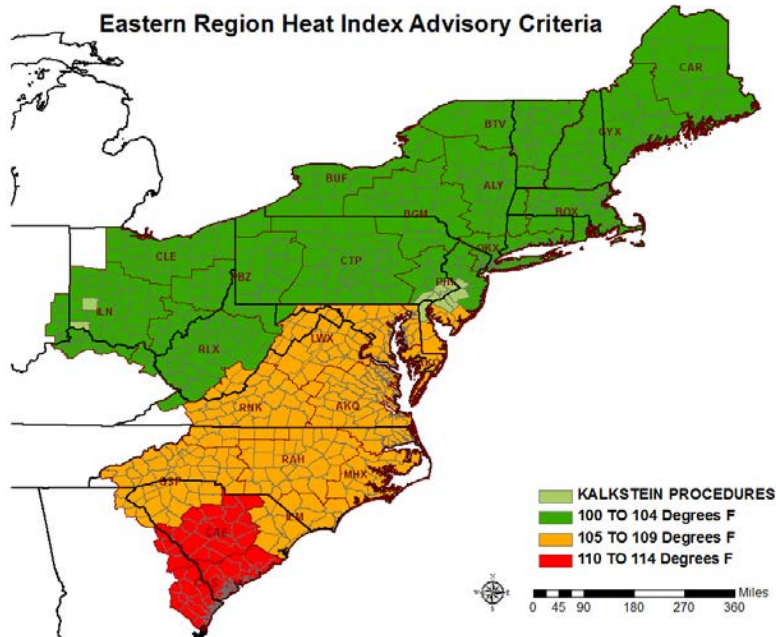 Eastern Region Heat Index Advisory Criteria
CAR
BTV
GYX
BUF
ALY
BGM
BOX
CLE
CTP
OKX
PBZ
PHI
ILN
RLX
LWX
RNK
AKQ
RAH
MHX
GSP
ILM
CAE
KALKSTEIN PROCEDURES
100 TO 104 Degrees F
105 TO 109 Degrees F
110 TO 114 Degrees F
Miles
0 45 90 180 270 360